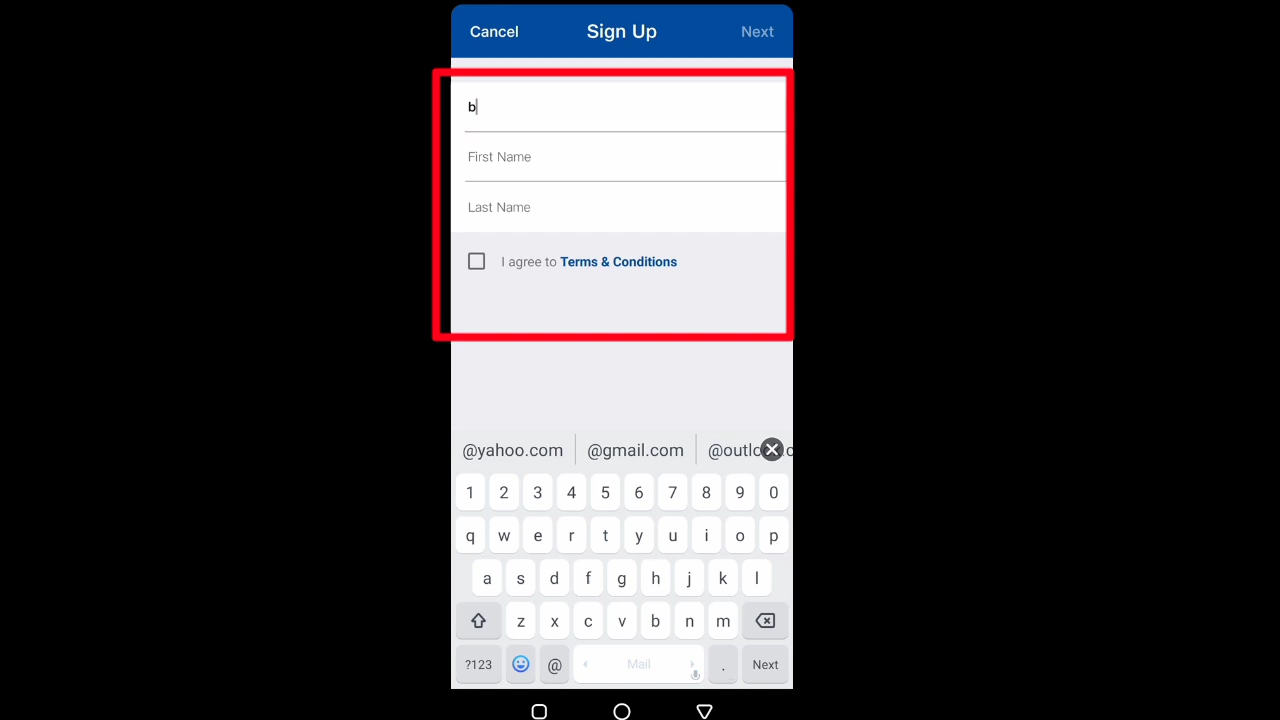 Cancel Sign Up Next
b
First Name
Last Name
I agree to Terms & Conditions
@yahoo.com @gmail.com
1 2 3 4 5 6 7 8 9 0
q w e r t y u i o p
a s d f g h j k l
z x c v b n m
?123 @ Mail . Next